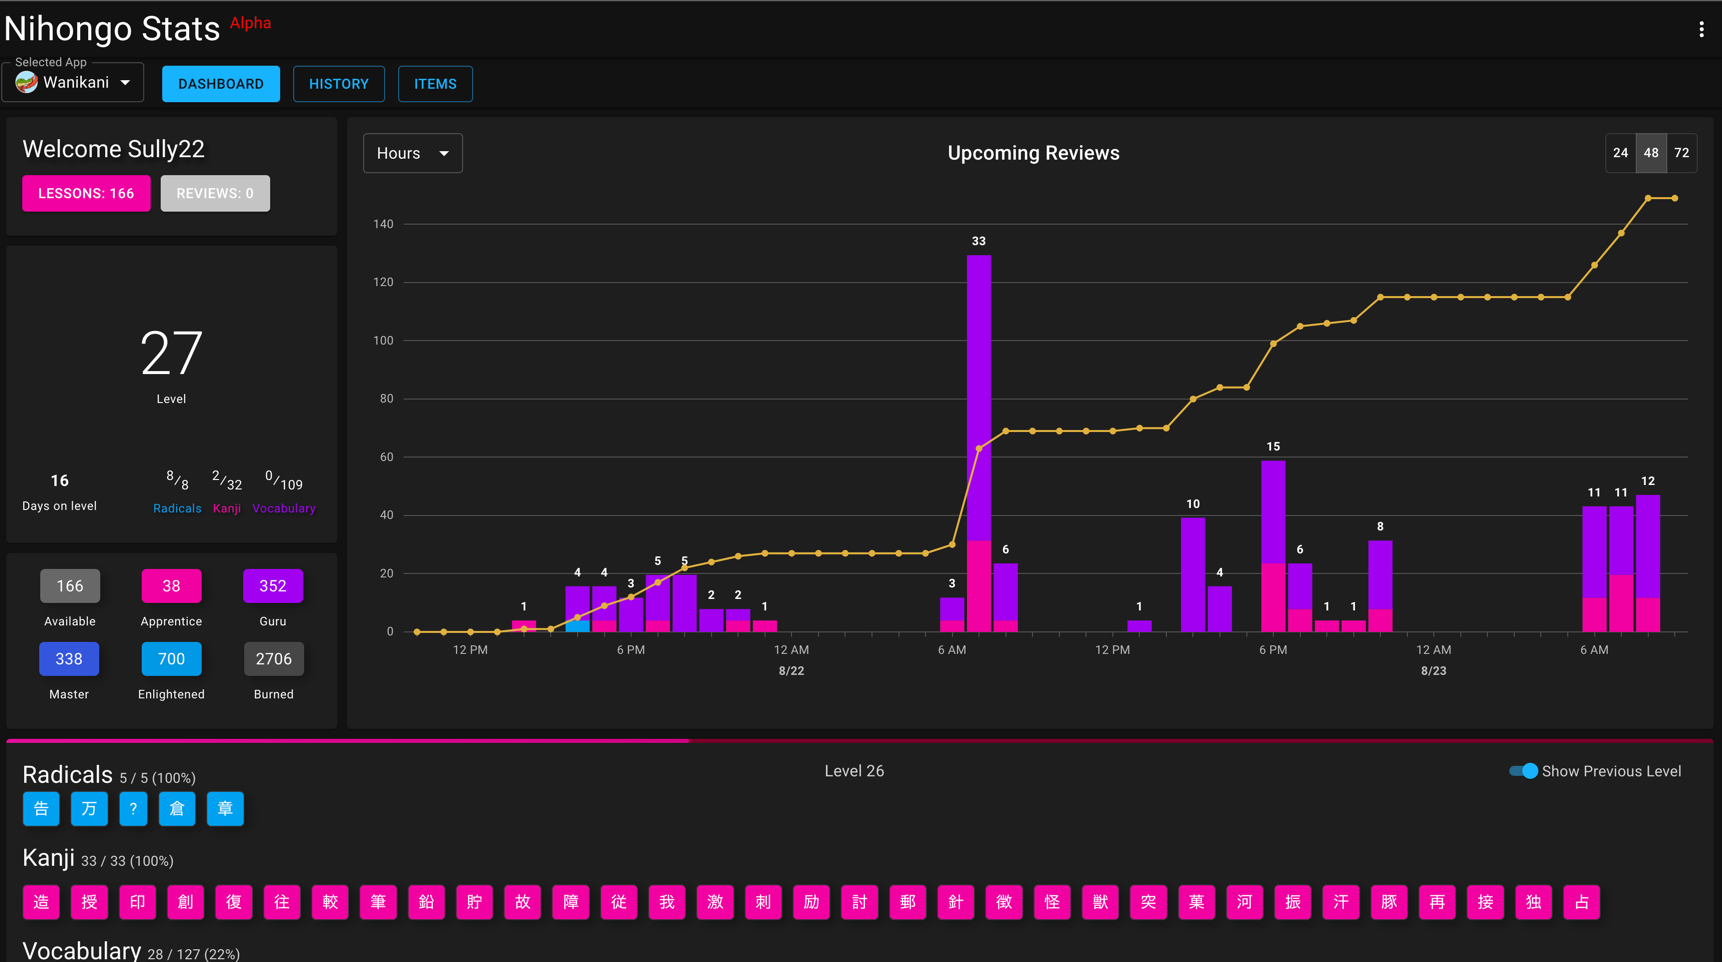 Nihongo Stats Alpha
Selected App
Wanikani
DASHBOARD
HISTORY
ITEMS
Welcome Sully22
LESSONS: 166
REVIEWS: 0
27
Level
16
Days on level
8/8
Radicals
2/32
Kanji
0/109
Vocabulary
166
Available
38
Apprentice
352
Guru
338
Master
700
Enlightened
2706
Burned
Hours
Upcoming Reviews
24 48 72
140
120
100
80
60
40
20
0
1 4 4 3 5 5 2 2 1 3 33 6 1 10 4 15 6 1 1 8 11 11 12
12 PM 6 PM 12 AM 6 AM 12 PM 6 PM 12 AM 6 AM
8/22 8/23
Radicals 5 / 5 (100%)
Level 26
Show Previous Level
告 万 ? 倉 章
Kanji 33 / 33 (100%)
造 授 印 創 復 往 較 筆 鉛 貯 故 障 従 我 激 刺 励 討 郵 針 徴 怪 獣 突 菓 河 振 汗 豚 再 接 独 占
Vocabulary 28 / 127 (22%)